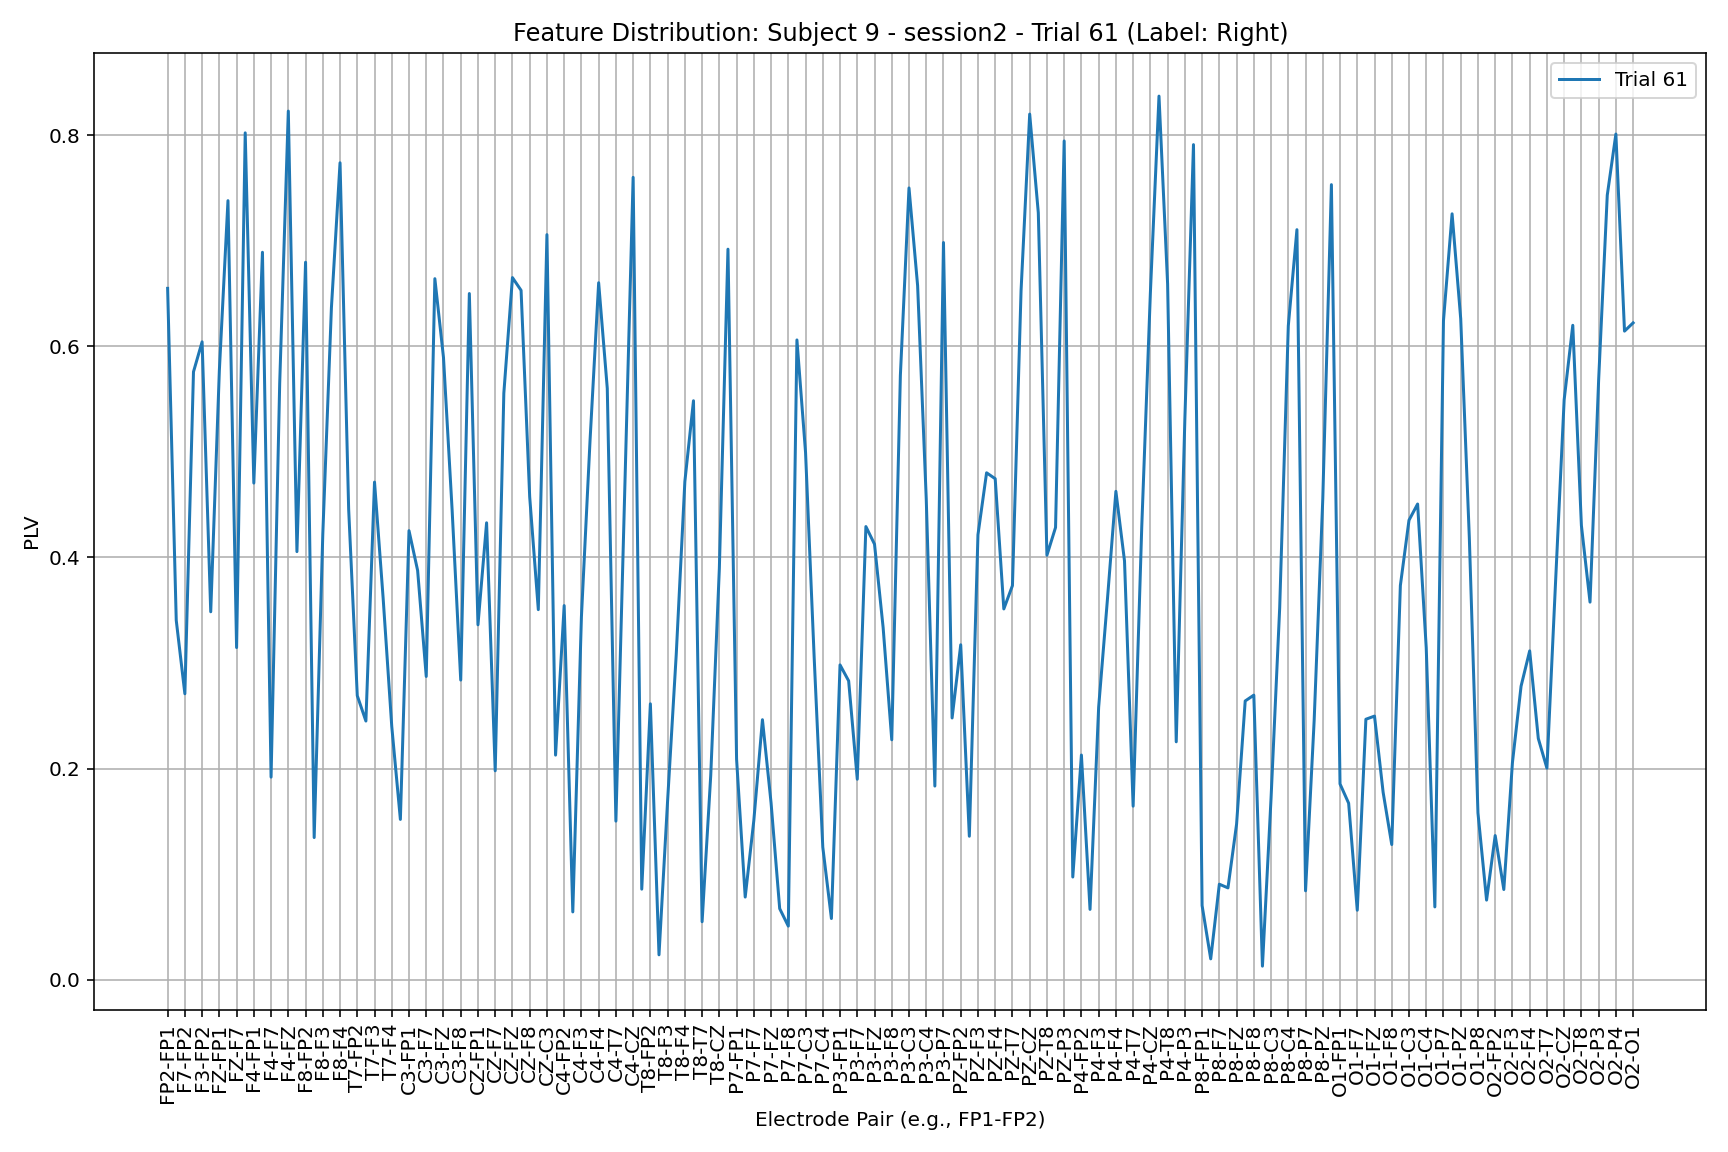 Feature Distribution: Subject 9 - session2 - Trial 61 (Label: Right)
Trial 61
PLV
0.8
0.6
0.4
0.2
0.0
FP2-FP1
F7-FP2
F3-FP2
FZ-FP1
FZ-F7
F4-FP1
F4-F7
F4-FZ
F8-FP2
F8-F3
F8-F4
T7-FP2
T7-F3
T7-F4
C3-FP1
C3-F7
C3-FZ
C3-F8
CZ-FP1
CZ-F7
CZ-FZ
CZ-F8
CZ-C3
C4-FP2
C4-F3
C4-F4
C4-T7
C4-CZ
T8-FP2
T8-F3
T8-F4
T8-T7
T8-CZ
P7-FP1
P7-F7
P7-FZ
P7-F8
P7-C3
P7-C4
P3-FP1
P3-F7
P3-FZ
P3-F8
P3-C3
P3-C4
P3-P7
PZ-FP2
PZ-F3
PZ-F4
PZ-T7
PZ-CZ
PZ-T8
PZ-P3
P4-FP2
P4-F3
P4-F4
P4-T7
P4-CZ
P4-T8
P4-P3
P8-FP1
P8-F7
P8-FZ
P8-F8
P8-C3
P8-C4
P8-P7
P8-PZ
O1-FP1
O1-F7
O1-FZ
O1-F8
O1-C3
O1-C4
O1-P7
O1-PZ
O1-P8
O2-FP2
O2-F3
O2-F4
O2-T7
O2-CZ
O2-T8
O2-P3
O2-P4
O2-O1
Electrode Pair (e.g., FP1-FP2)